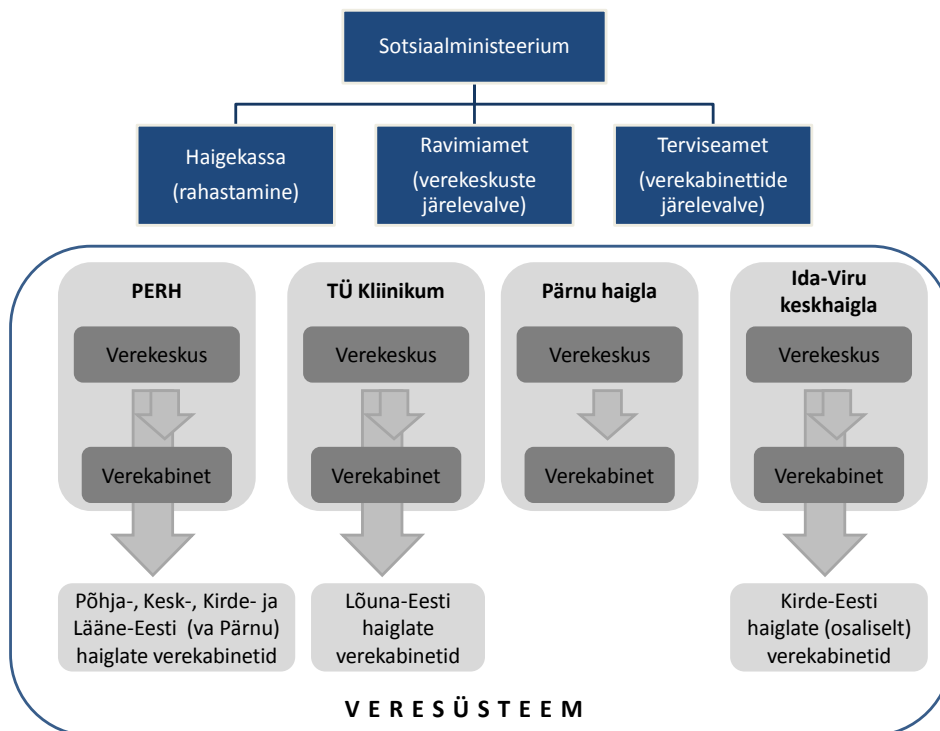 Sotsiaalministeerium
Haigekassa
(rahastamine)
Ravimiamet
(verekeskuste
järelevalve)
Terviseamet
(verekabinettide
järelevalve)
PERH
Verekeskus
Verekabinet
Põhja-, Kesk-, Kirde- ja
Lääne-Eesti (va Pärnu)
haiglate verekabinetid
TÜ Kliinikum
Verekeskus
Verekabinet
Lõuna-Eesti
haiglate
verekabinetid
Pärnu haigla
Verekeskus
Verekabinet
Ida-Viru
keskhaigla
Verekeskus
Verekabinet
Kirde-Eesti
haiglate (osaliselt)
verekabinetid
VERESÜSTEEM